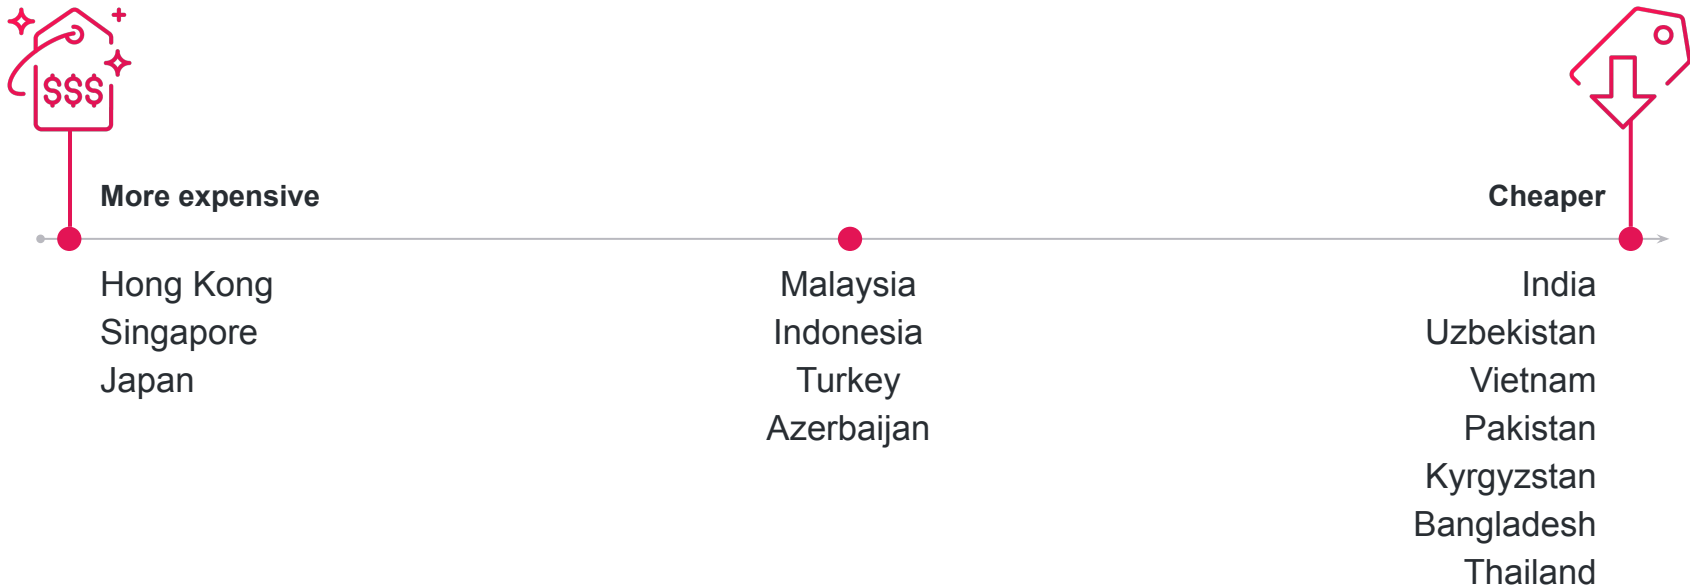 $$$
More expensive
Cheaper
Hong Kong
Singapore
Japan
Malaysia
Indonesia
Turkey
Azerbaijan
India
Uzbekistan
Vietnam
Pakistan
Kyrgyzstan
Bangladesh
Thailand